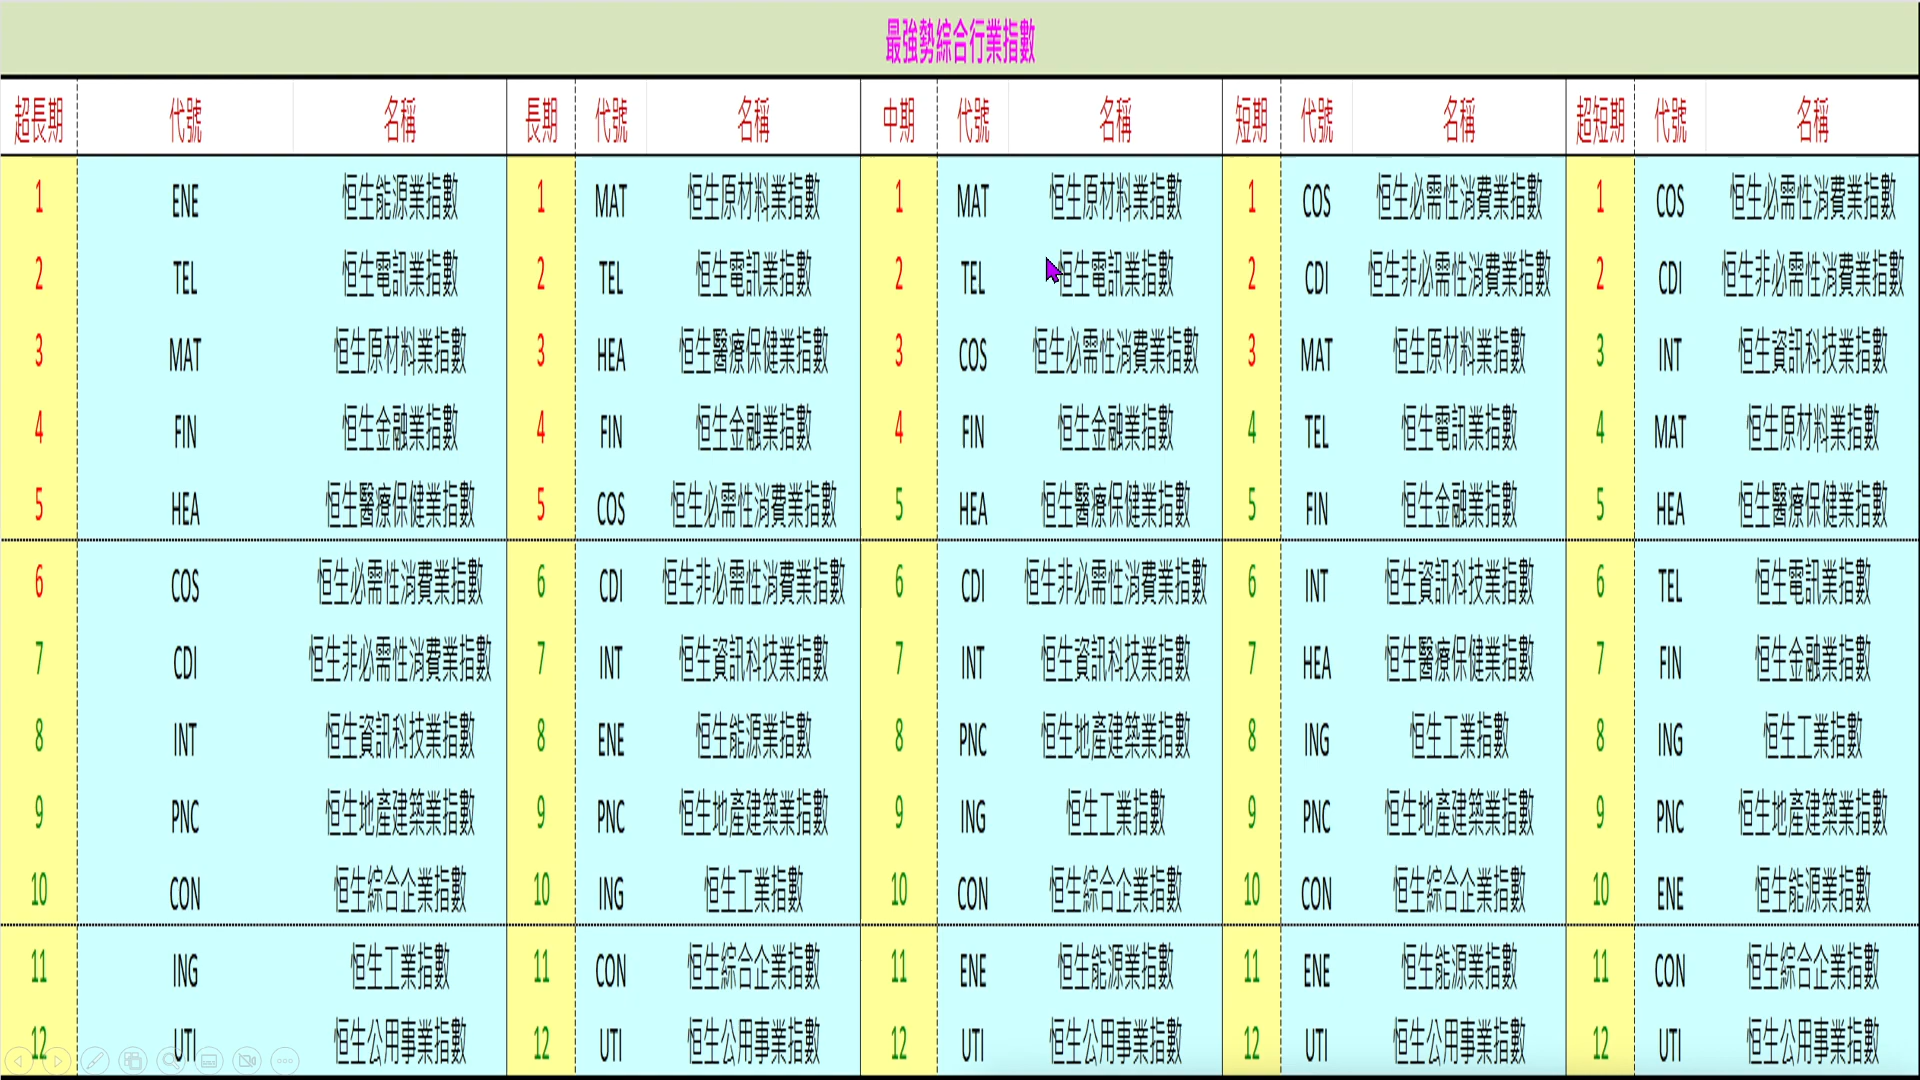 最強勢綜合行業指數
超長期 代號 名稱 長期 代號 名稱 中期 代號 名稱 短期 代號 名稱 超短期 代號 名稱
1 ENE 恒生能源業指數 1 MAT 恒生原材料業指數 1 MAT 恒生原材料業指數 1 COS 恒生必需性消費業指數 1 COS 恒生必需性消費業指數
2 TEL 恒生電訊業指數 2 TEL 恒生電訊業指數 2 TEL 恒生電訊業指數 2 CDI 恒生非必需性消費業指數 2 CDI 恒生非必需性消費業指數
3 MAT 恒生原材料業指數 3 HEA 恒生醫療保健業指數 3 COS 恒生必需性消費業指數 3 MAT 恒生原材料業指數 3 INT 恒生資訊科技業指數
4 FIN 恒生金融業指數 4 FIN 恒生金融業指數 4 FIN 恒生金融業指數 4 TEL 恒生電訊業指數 4 MAT 恒生原材料業指數
5 HEA 恒生醫療保健業指數 5 COS 恒生必需性消費業指數 5 HEA 恒生醫療保健業指數 5 FIN 恒生金融業指數 5 HEA 恒生醫療保健業指數
6 COS 恒生必需性消費業指數 6 CDI 恒生非必需性消費業指數 6 CDI 恒生非必需性消費業指數 6 INT 恒生資訊科技業指數 6 TEL 恒生電訊業指數
7 CDI 恒生非必需性消費業指數 7 INT 恒生資訊科技業指數 7 INT 恒生資訊科技業指數 7 HEA 恒生醫療保健業指數 7 FIN 恒生金融業指數
8 INT 恒生資訊科技業指數 8 ENE 恒生能源業指數 8 PNC 恒生地產建築業指數 8 ING 恒生工業指數 8 ING 恒生工業指數
9 PNC 恒生地產建築業指數 9 PNC 恒生地產建築業指數 9 ING 恒生工業指數 9 PNC 恒生地產建築業指數 9 PNC 恒生地產建築業指數
10 CON 恒生綜合企業指數 10 ING 恒生工業指數 10 CON 恒生綜合企業指數 10 CON 恒生綜合企業指數 10 ENE 恒生能源業指數
11 ING 恒生工業指數 11 CON 恒生綜合企業指數 11 ENE 恒生能源業指數 11 ENE 恒生能源業指數 11 CON 恒生綜合企業指數
12 UTI 恒生公用事業指數 12 UTI 恒生公用事業指數 12 UTI 恒生公用事業指數 12 UTI 恒生公用事業指數 12 UTI 恒生公用事業指數